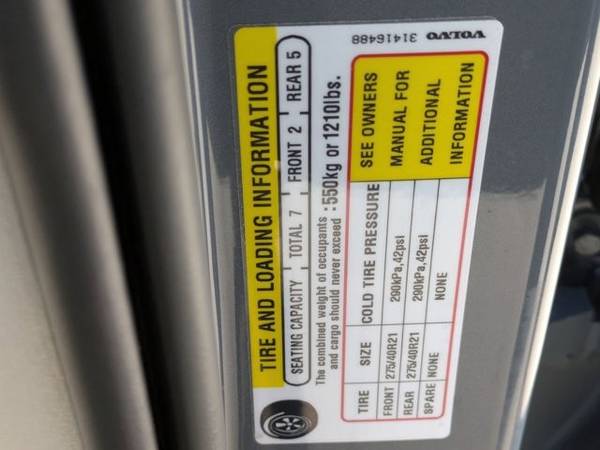 TIRE AND LOADING INFORMATION
SEATING CAPACITY TOTAL 7 FRONT 2 REAR 5
The combined weight of occupants and cargo should never exceed : 550kg or 1210lbs.
TIRE SIZE COLD TIRE PRESSURE
FRONT 275/40R21 290kPa,42psi
REAR 275/40R21 290kPa,42psi
SPARE NONE NONE
SEE OWNERS
MANUAL FOR
ADDITIONAL
INFORMATION
VOLVO 31416488